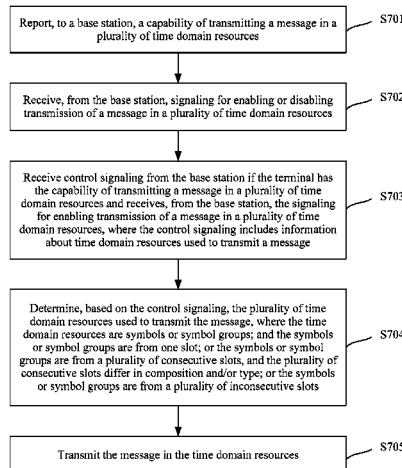 Report, to a base station, a capability of transmitting a message in a
plurality of time domain resources
S701
Receive, from the base station, signaling for enabling or disabling
transmission of a message in a plurality of time domain resources
S702
Receive control signaling from the base station if the terminal has
the capability of transmitting a message in a plurality of time
domain resources and receives, from the base station, the signaling
for enabling transmission of a message in a plurality of time
domain resources, where the control signaling includes information
about time domain resources used to transmit a message
S703
Determine, based on the control signaling, the plurality of time
domain resources used to transmit the message, where the time
domain resources are symbols or symbol groups; and the symbols
or symbol groups are from one slot; or the symbols or symbol
groups are from a plurality of consecutive slots, and the plurality of
consecutive slots differ in composition and/or type; or the symbols
or symbol groups are from a plurality of inconsecutive slots
S704
Transmit the message in the time domain resources
S705